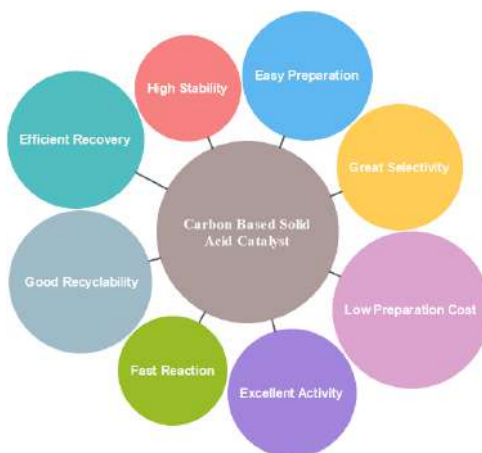 High Stability
Easy Preparation
Efficient Recovery
Great Selectivity
Carbon Based Solid
Acid Catalyst
Good Recyclability
Low Preparation Cost
Fast Reaction
Excellent Activity